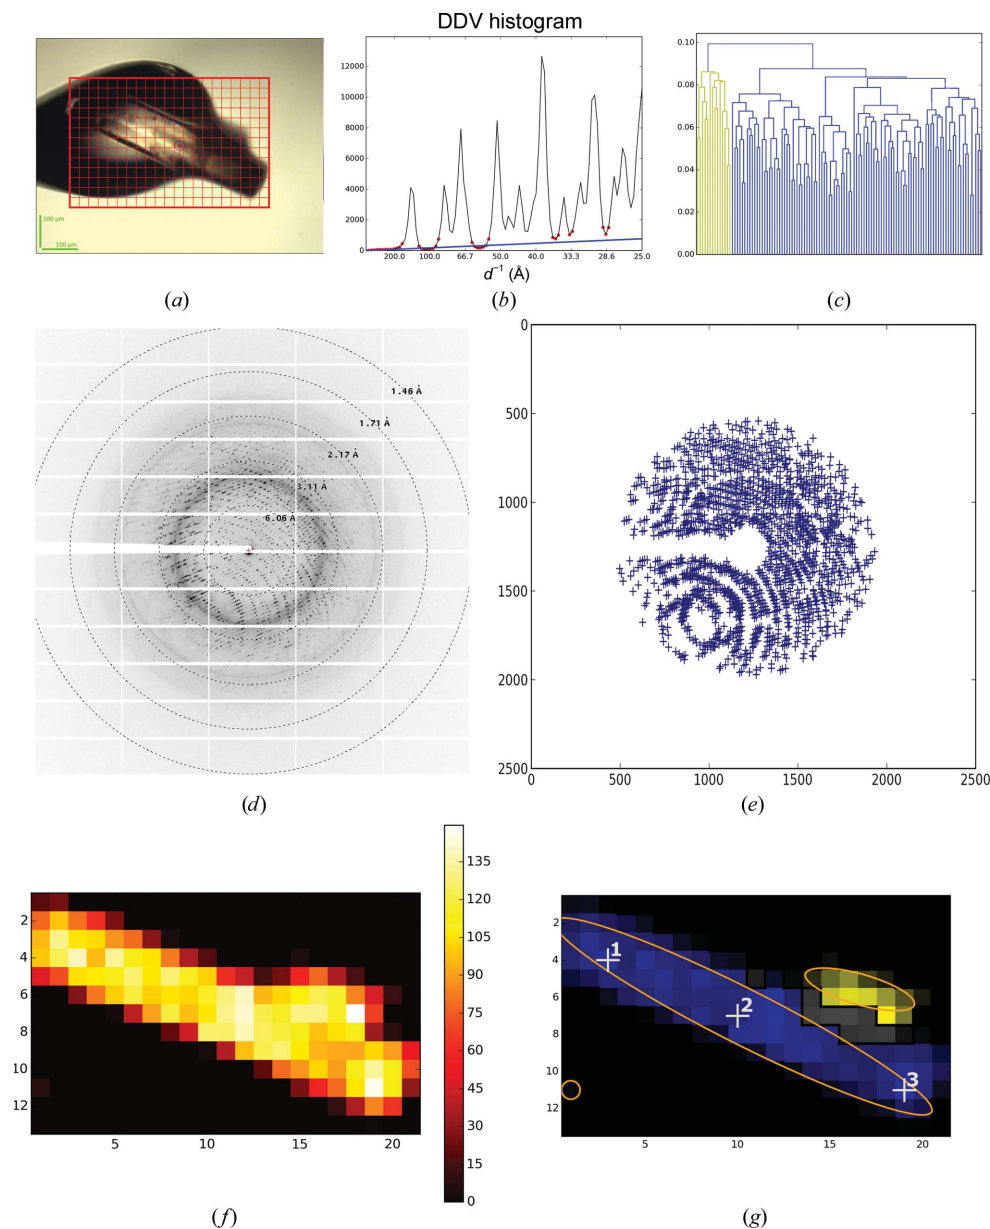 DDV histogram
100 µm
100 µm
12000
10000
8000
6000
4000
2000
0
200.0 100.0 66.7 50.0 40.0 33.3 28.6 25.0
d⁻¹ (Å)
0.10
0.08
0.06
0.04
0.02
0.00
(a)
(b)
(c)
1.46 Å
1.71 Å
2.17 Å
3.11 Å
6.06 Å
0
500
1000
1500
2000
2500
0 500 1000 1500 2000 2500
(d)
(e)
2
4
6
8
10
12
5 10 15 20
135
120
105
90
75
60
45
30
15
0
2
4
6
8
10
12
1
2
3
5 10 15 20
(f)
(g)